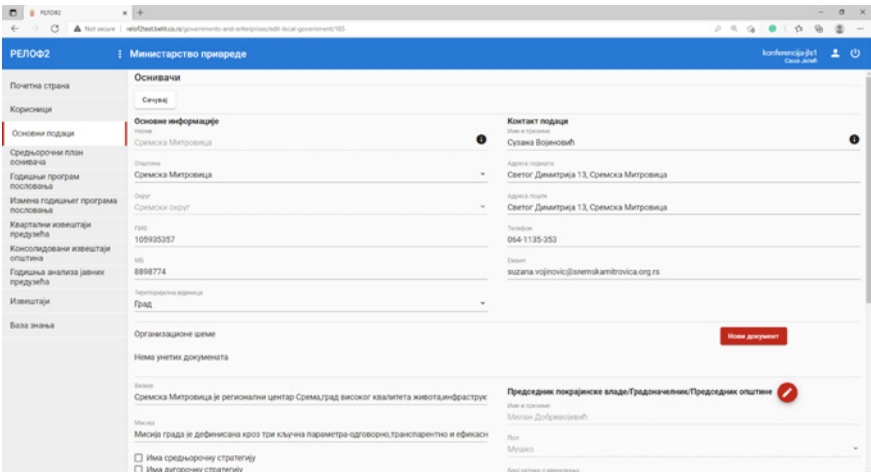 РЕЛОФ2
Not secure | relof2test.belit.co.rs/governments-and-enterprises/edit-local-government/165
РЕЛОФ2
Министарство привреде
konferencija-jls1
Почетна страна
Корисници
Основни подаци
Средњорочни план
оснивача
Годишњи програм
пословања
Измена годишњег програма
пословања
Квартални извештаји
предузећа
Консолидовани извештаји
општина
Годишња анализа јавних
предузећа
Извештаји
База знања
Оснивачи
Сачувај
Основне информације
Назив
Сремска Митровица
Општина
Сремска Митровица
Округ
Сремски округ
ПИБ
105935357
МБ
8898774
Територијална јединица
Град
Контакт подаци
Име и презиме
Сузана Војиновић
Адреса седишта
Светог Димитрија 13, Сремска Митровица
Адреса поште
Светог Димитрија 13, Сремска Митровица
Телефон
064-1135-353
Емаил
suzana.vojinovic@sremskamitrovica.org.rs
Организационе шеме
Нови документ
Нема унетих докумената
Визија
Сремска Митровица је регионални центар Срема,град високог квалитета живота,инфраструк
Мисија
Мисија града је дефинисана кроз три кључна параметра-одговорно,транспарентно и ефикасн
Има средњорочну стратегију
Има дугорочну стратегију
Председник покрајинске владе/Градоначелник/Председник општине
Име и презиме
Милан Добривојевић
Пол
Мушко